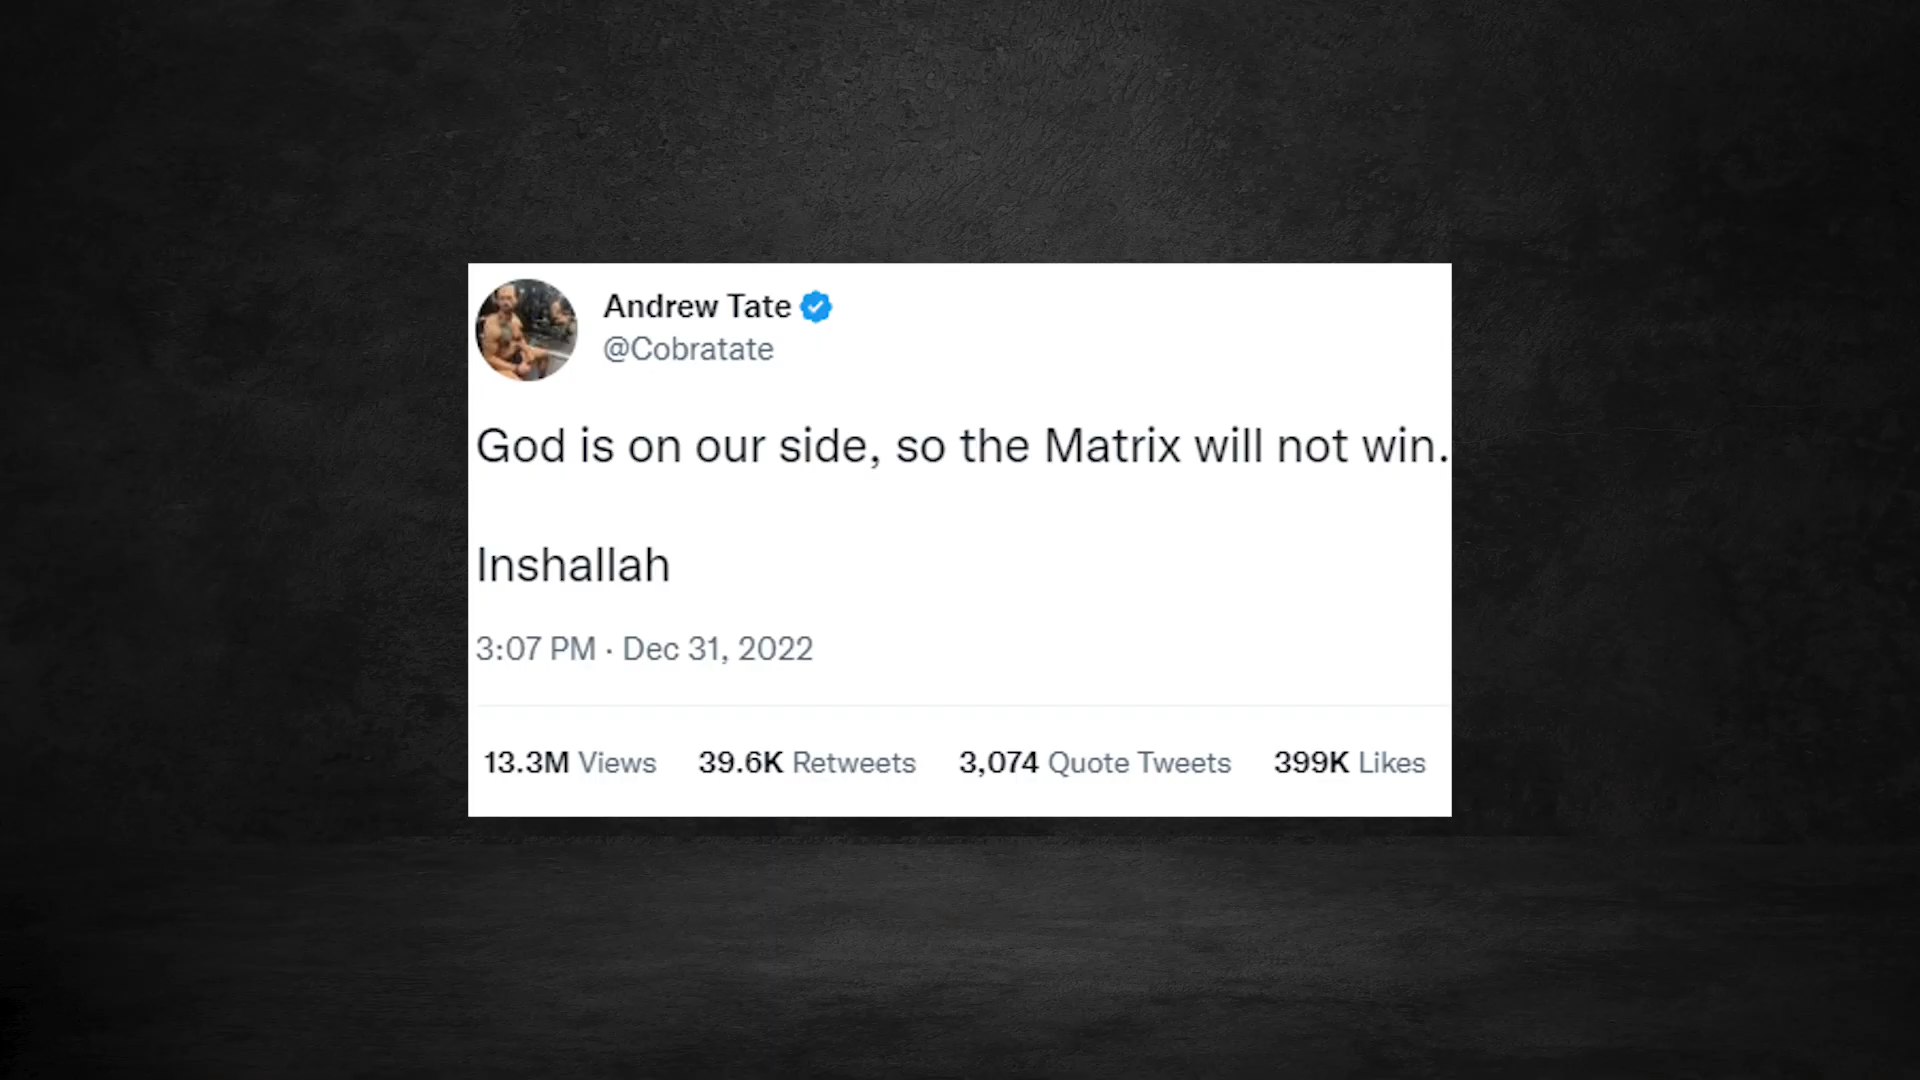 Andrew Tate
@Cobratate
God is on our side, so the Matrix will not win.
Inshallah
3:07 PM · Dec 31, 2022
13.3M Views 39.6K Retweets 3,074 Quote Tweets 399K Likes